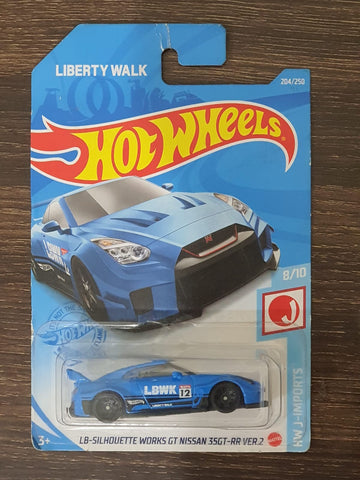 LIBERTY WALK
204/250
HOT WHEELS
8/10
J
HW J-IMPORTS
LBWK
12
3+
LB-SILHOUETTE WORKS GT NISSAN 35GT-RR VER.2
MATTEL